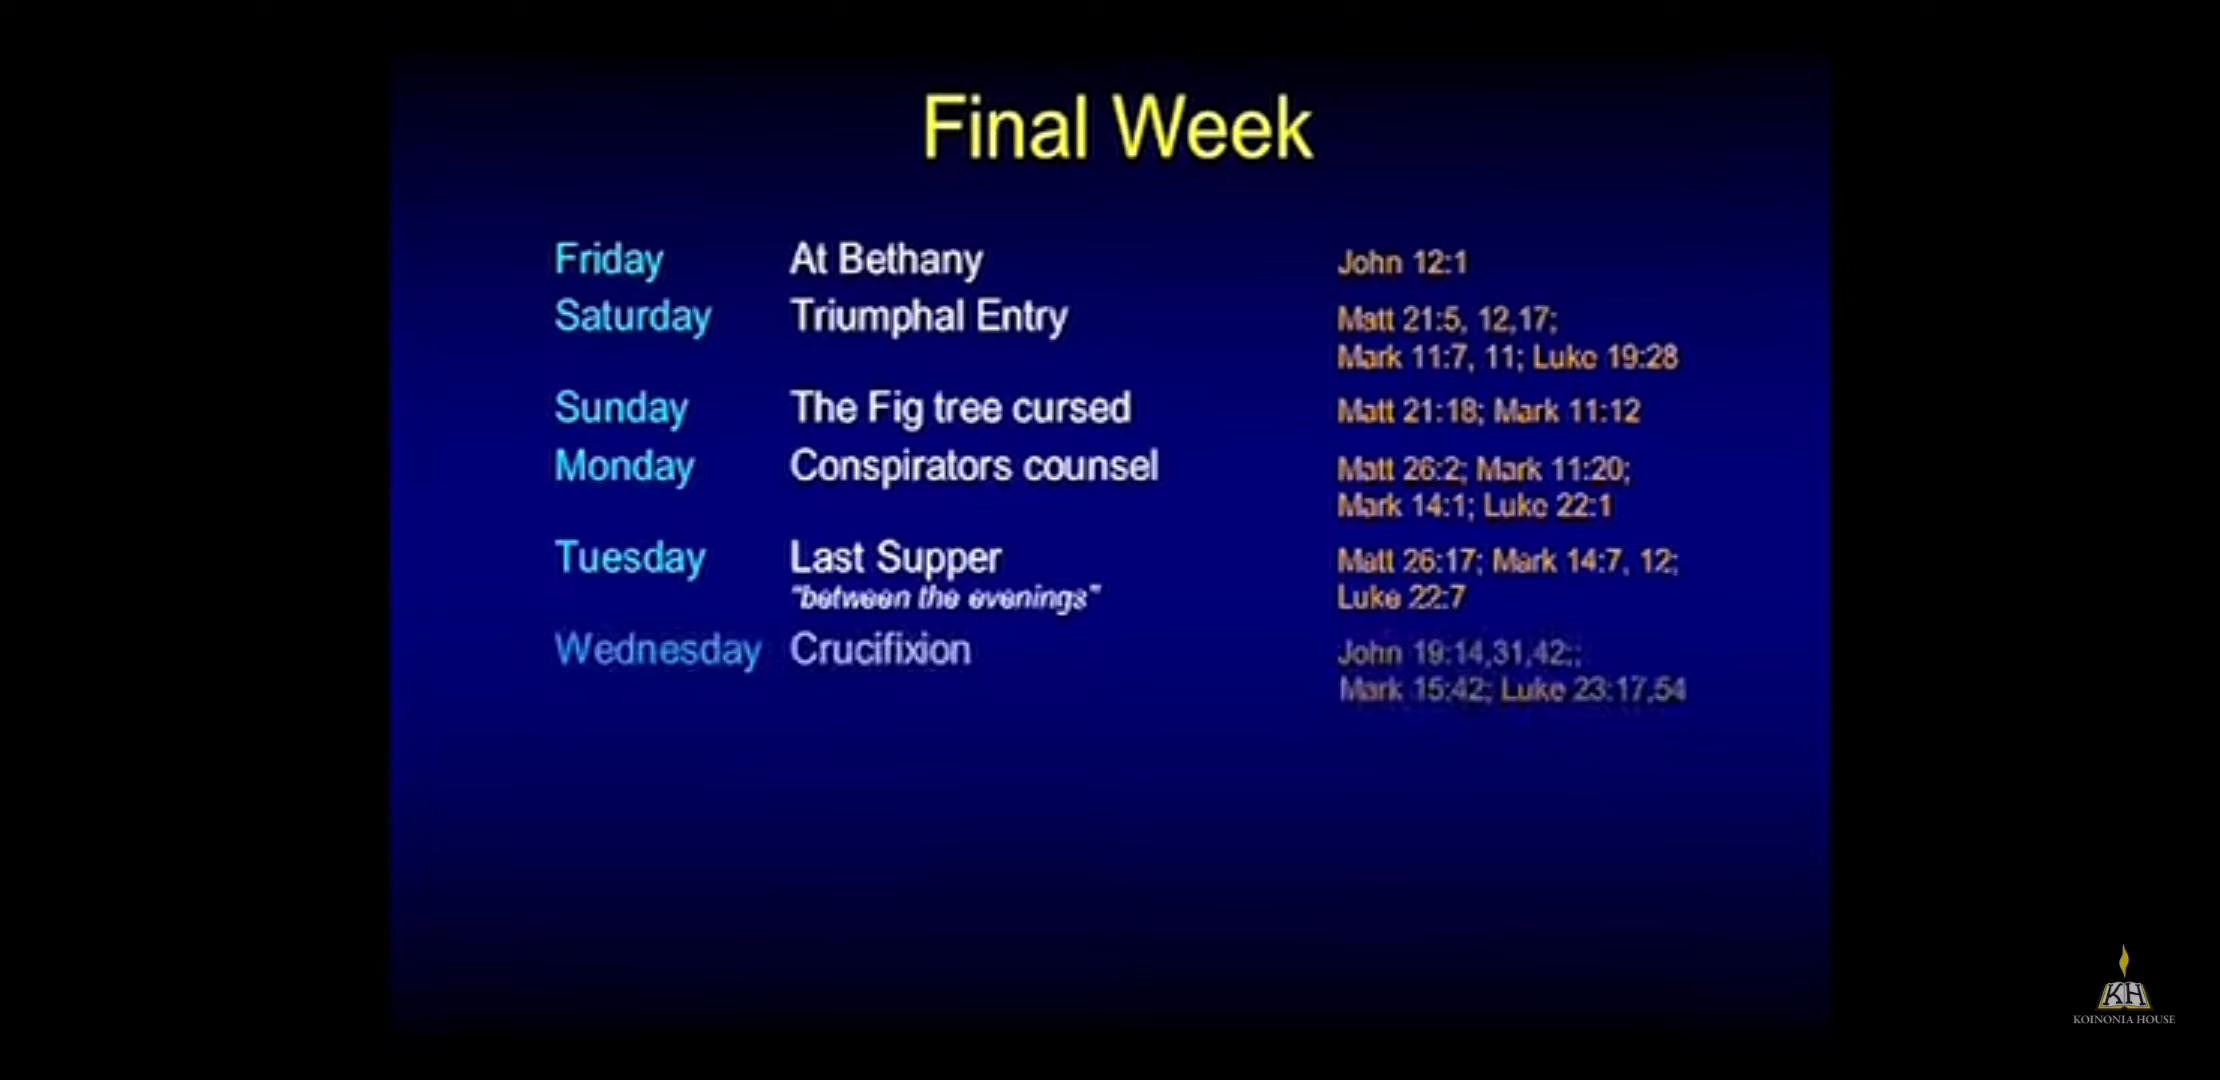 Final Week
Friday At Bethany John 12:1
Saturday Triumphal Entry Matt 21:5, 12,17;
Mark 11:7, 11; Luke 19:28
Sunday The Fig tree cursed Matt 21:18; Mark 11:12
Monday Conspirators counsel Matt 26:2; Mark 11:20;
Mark 14:1; Luke 22:1
Tuesday Last Supper Matt 26:17; Mark 14:7, 12;
"between the evenings" Luke 22:7
Wednesday Crucifixion John 19:14,31,42;;
Mark 15:42; Luke 23:17,54
KH
KOINONIA HOUSE